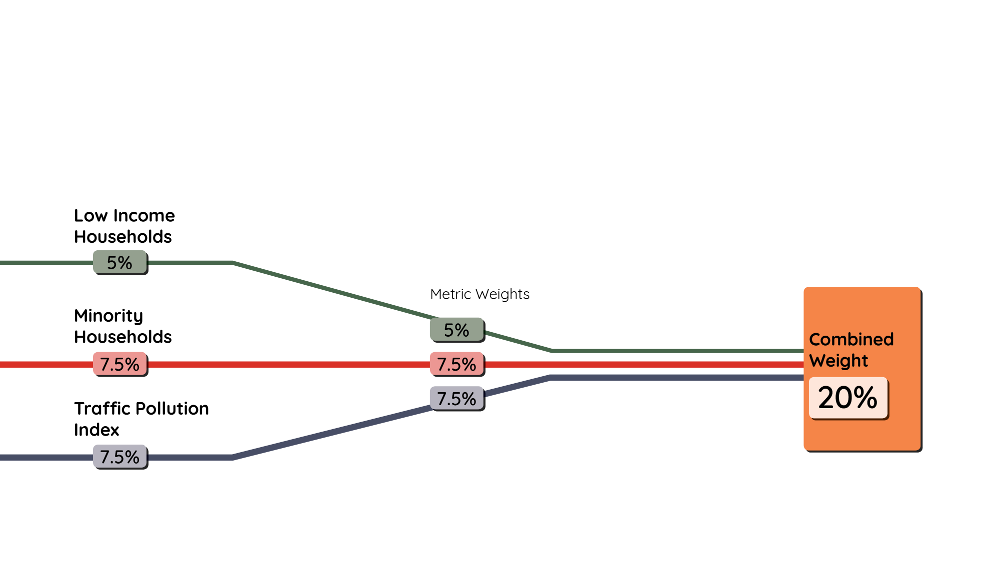 Low Income
Households
5%
Minority
Households
7.5%
Traffic Pollution
Index
7.5%
Metric Weights
5%
7.5%
7.5%
Combined
Weight
20%